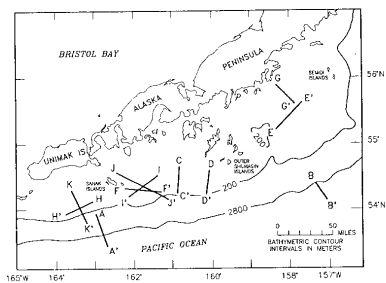 BRISTOL BAY
PENINSULA
ALASKA
UNIMAK IS
SEMIDI
ISLANDS
56°N
55°
54°N
G
G'
E'
E
200
OUTER
SHUMAGIN
ISLANDS
SANAK
ISLANDS
J
I
C
D
K
F
F'
H
I'
J'
C'
D'
200
B
H'
A
2800
K'
B'
A'
PACIFIC OCEAN
0 50
MILES
BATHYMETRIC CONTOUR
INTERVALS IN METERS
165°W
163°
162°
160°
158°
157°W